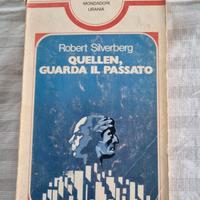 MONDADORI
URANIA
Robert Silverberg
QUELLEN,
GUARDA IL PASSATO